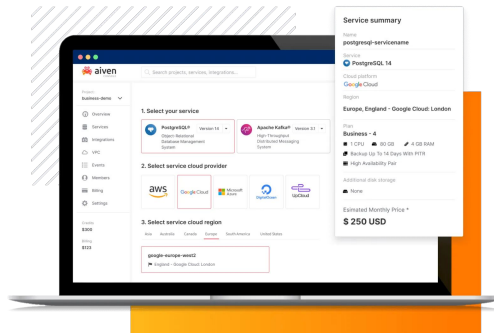 aiven
Search projects, services, integrations...
Project
business-demo
Overview
Services
Integrations
VPC
Events
Members
Billing
Settings
Credits
$300
Billing
$123
1. Select your service
PostgreSQL® Version 14
Object-Relational
Database Management
System
Apache Kafka® Version 3.1
High-Throughput
Distributed Messaging
System
2. Select service cloud provider
aws
Google Cloud
Microsoft
Azure
DigitalOcean
UpCloud
3. Select service cloud region
Asia Australia Canada Europe South America United States
google-europe-west2
England - Google Cloud: London
Service summary
Name
postgresql-servicename
Service
PostgreSQL 14
Cloud platform
Google Cloud
Region
Europe, England - Google Cloud: London
Plan
Business - 4
1 CPU 80 GB 4 GB RAM
Backup Up To 14 Days With PITR
High Availability Pair
Additional disk storage
None
Esimated Monthly Price *
$ 250 USD